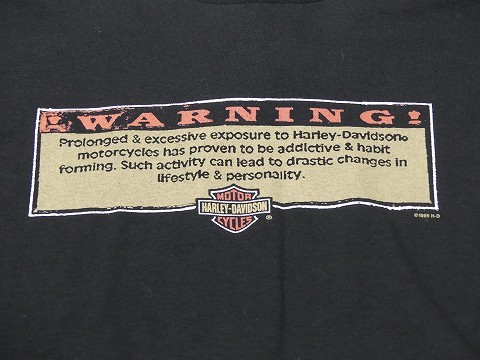 ! WARNING!
Prolonged & excessive exposure to Harley-Davidson®
motorcycles has proven to be addictive & habit
forming. Such activity can lead to drastic changes in
lifestyle & personality.
MOTOR
HARLEY-DAVIDSON
CYCLES
®